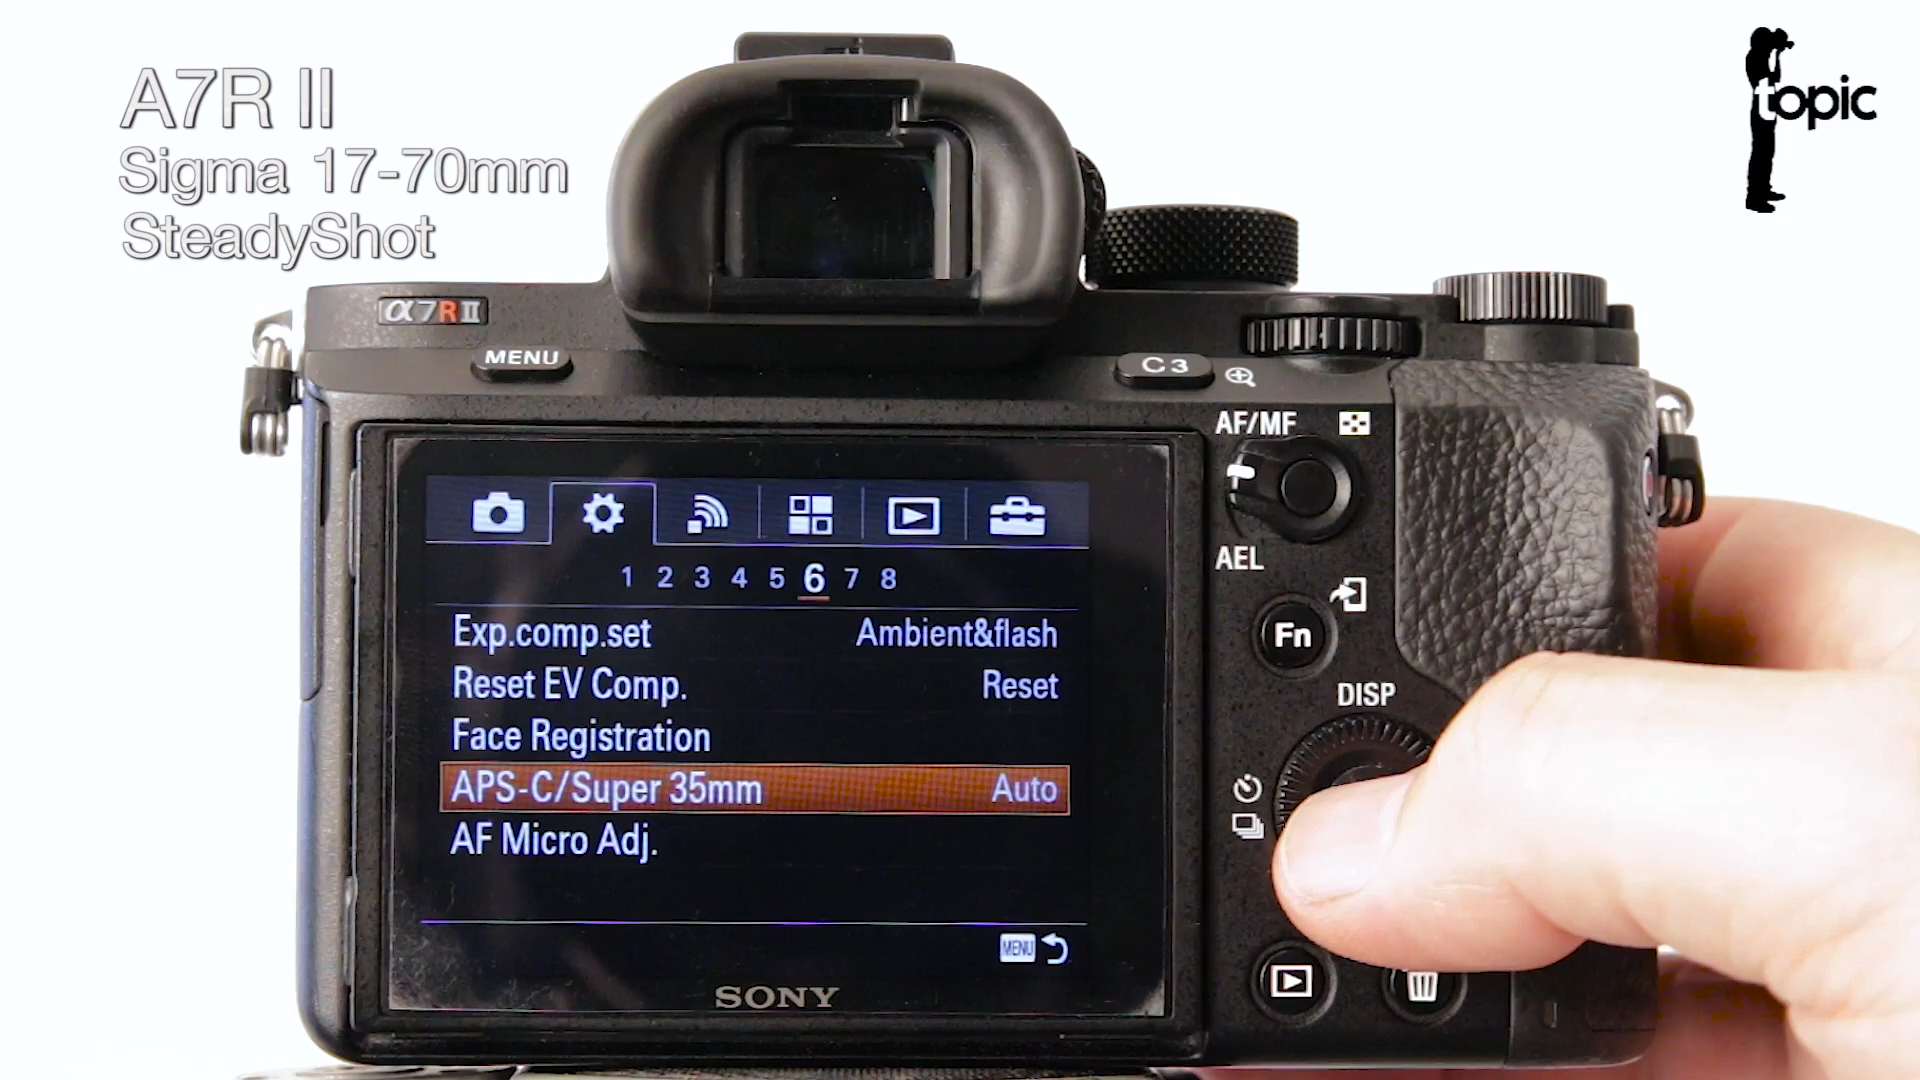 A7R II
Sigma 17-70mm
SteadyShot
topic
α7RII
MENU
C3
AF/MF
AEL
Fn
DISP
1 2 3 4 5 6 7 8
Exp.comp.set Ambient&flash
Reset EV Comp. Reset
Face Registration
APS-C/Super 35mm Auto
AF Micro Adj.
MENU
SONY